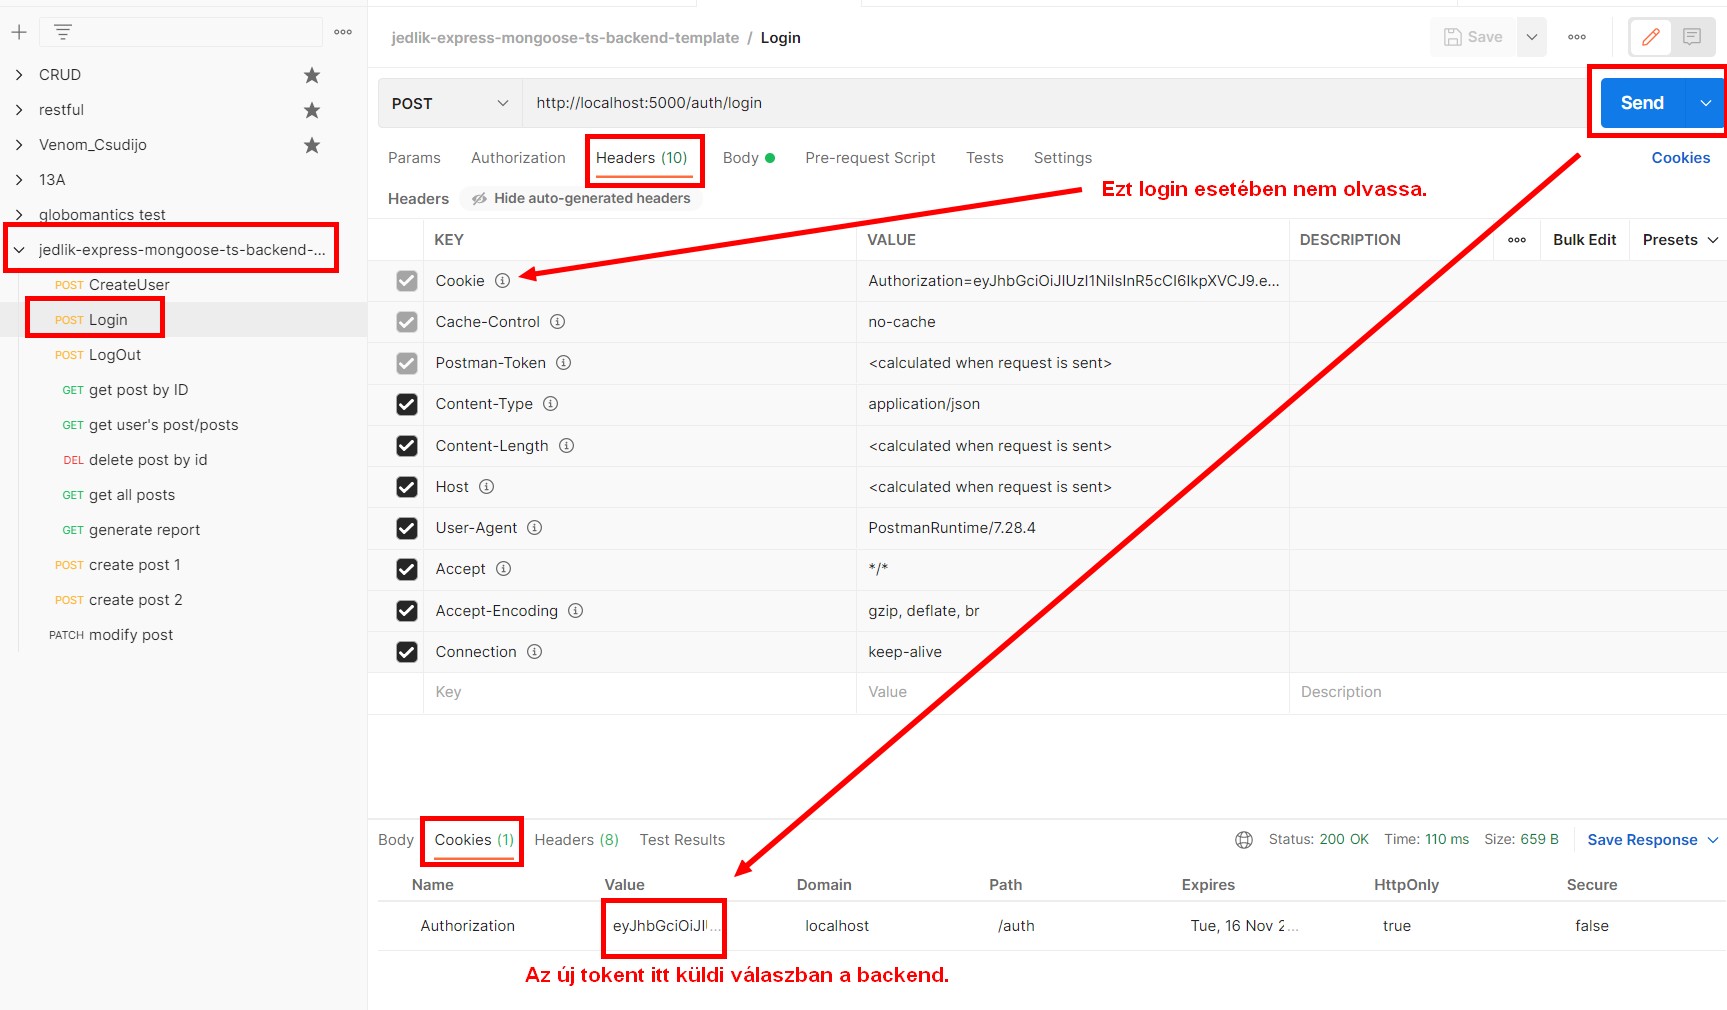 jedlik-express-mongoose-ts-backend-template / Login
Save
CRUD
restful
Venom_Csudijo
13A
globomantics test
jedlik-express-mongoose-ts-backend-...
POST CreateUser
POST Login
POST LogOut
GET get post by ID
GET get user's post/posts
DEL delete post by id
GET get all posts
GET generate report
POST create post 1
POST create post 2
PATCH modify post
POST http://localhost:5000/auth/login Send
Params Authorization Headers (10) Body Pre-request Script Tests Settings Cookies
Ezt login esetében nem olvassa.
Headers Hide auto-generated headers
KEY VALUE DESCRIPTION Bulk Edit Presets
Cookie Authorization=eyJhbGciOiJIUzI1NiIsInR5cCI6IkpXVCJ9.e...
Cache-Control no-cache
Postman-Token <calculated when request is sent>
Content-Type application/json
Content-Length <calculated when request is sent>
Host <calculated when request is sent>
User-Agent PostmanRuntime/7.28.4
Accept */*
Accept-Encoding gzip, deflate, br
Connection keep-alive
Key Value Description
Body Cookies (1) Headers (8) Test Results Status: 200 OK Time: 110 ms Size: 659 B Save Response
Name Value Domain Path Expires HttpOnly Secure
Authorization eyJhbGciOiJIU... localhost /auth Tue, 16 Nov 2... true false
Az új tokent itt küldi válaszban a backend.